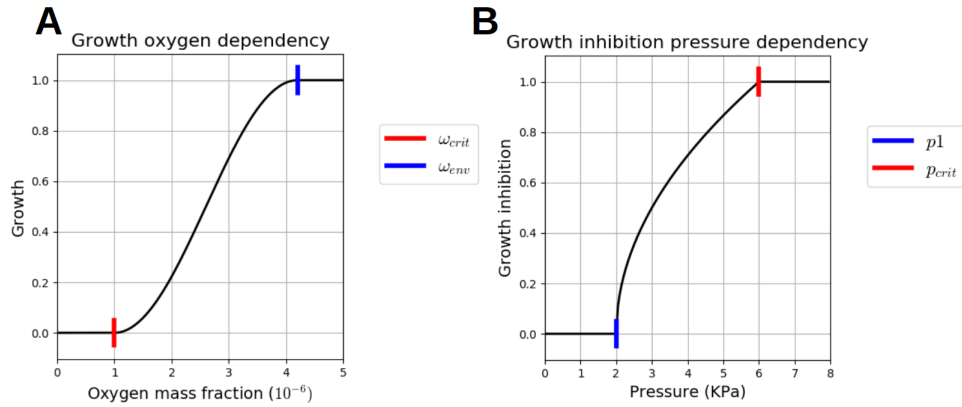 A
Growth oxygen dependency
1.0
0.8
0.6
0.4
0.2
0.0
Growth
0 1 2 3 4 5
Oxygen mass fraction (10⁻⁶)
ω_crit
ω_env
B
Growth inhibition pressure dependency
1.0
0.8
0.6
0.4
0.2
0.0
Growth inhibition
0 1 2 3 4 5 6 7 8
Pressure (KPa)
p1
p_crit